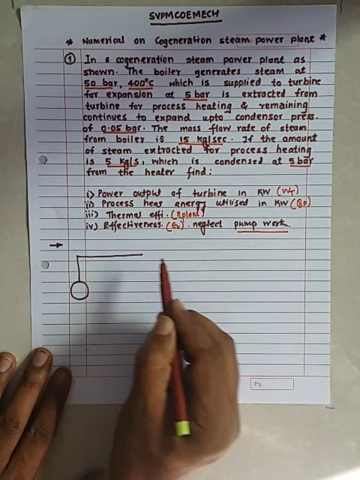 SVPMCOEMECH
* Numerical on Cogeneration steam power plant *
① In a cogeneration steam power plant as
shown. The boiler generates steam at
50 bar, 400°C which is supplied to turbine
for expansion at 5 bar is extracted from
turbine for process heating & remaining
continues to expand upto condensor press
of 0.05 bar. The mass flow rate of steam
from boiler is 15 kg/sec. If the amount
of steam extracted for process heating
is 5 kg/s, which is condensed at 5 bar
from the heater find:
i) Power output of turbine in KW (WT)
ii) Process heat energy utilised in KW (QP)
iii) Thermal effi. (ηplant)
iv) Effectiveness. neglect pump work.